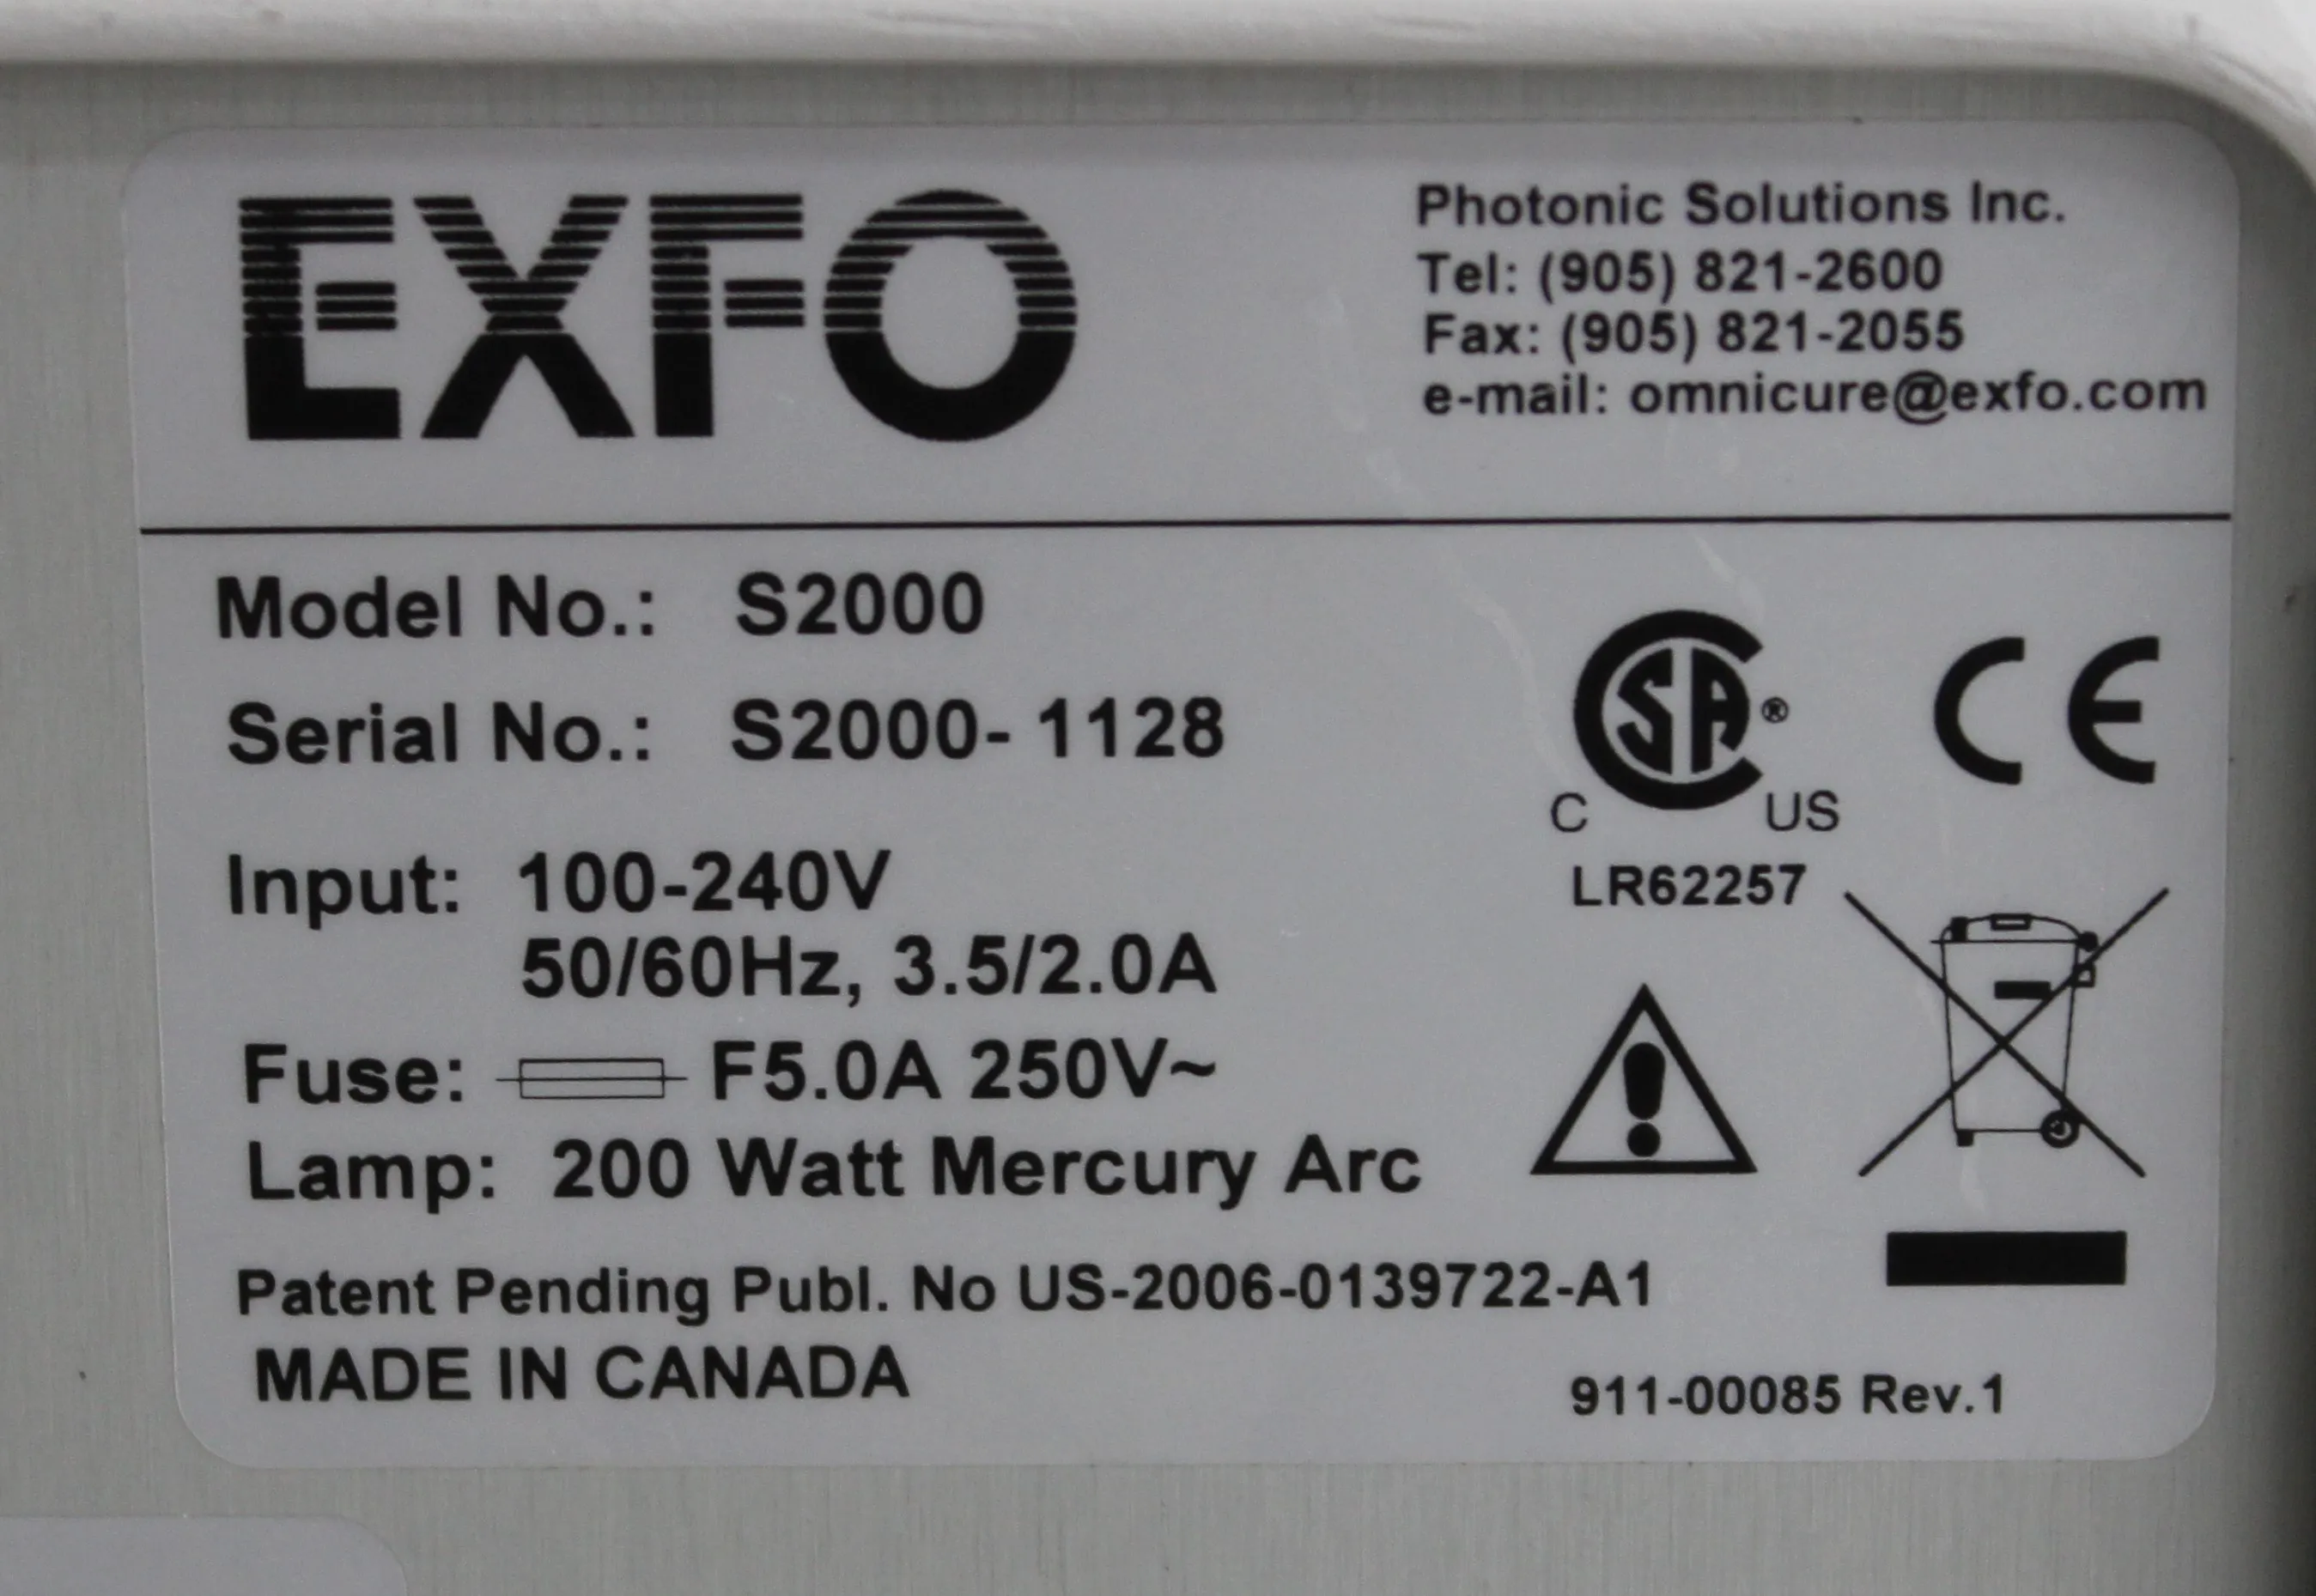 EXFO
Photonic Solutions Inc.
Tel: (905) 821-2600
Fax: (905) 821-2055
e-mail: omnicure@exfo.com
Model No.: S2000
Serial No.: S2000- 1128
Input: 100-240V
50/60Hz, 3.5/2.0A
Fuse: F5.0A 250V~
Lamp: 200 Watt Mercury Arc
Patent Pending Publ. No US-2006-0139722-A1
MADE IN CANADA
CSA®
C US
LR62257
CE
911-00085 Rev.1